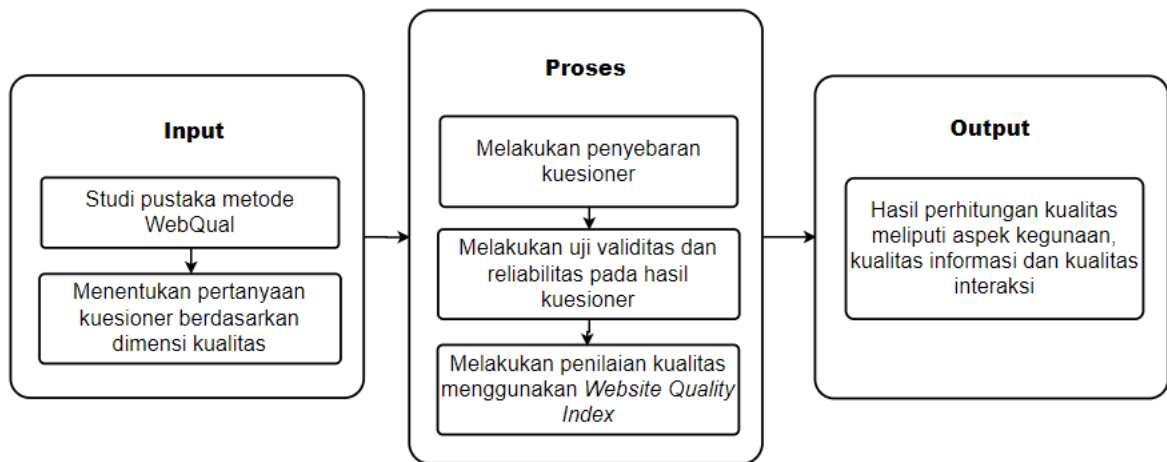 Input
Studi pustaka metode
WebQual
Menentukan pertanyaan
kuesioner berdasarkan
dimensi kualitas
Proses
Melakukan penyebaran
kuesioner
Melakukan uji validitas dan
reliabilitas pada hasil
kuesioner
Melakukan penilaian kualitas
menggunakan Website Quality
Index
Output
Hasil perhitungan kualitas
meliputi aspek kegunaan,
kualitas informasi dan kualitas
interaksi